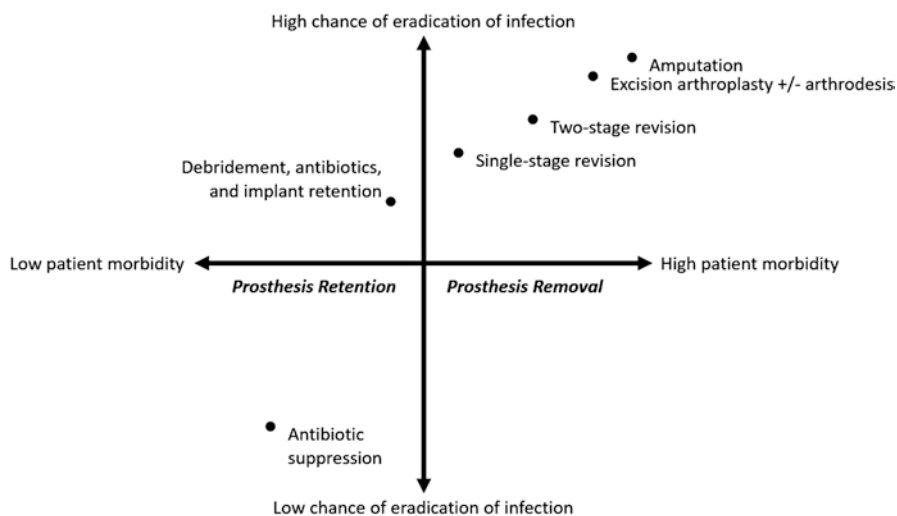 High chance of eradication of infection
Amputation
Excision arthroplasty +/- arthrodesis
Two-stage revision
Single-stage revision
Debridement, antibiotics,
and implant retention
Low patient morbidity
High patient morbidity
Prosthesis Retention
Prosthesis Removal
Antibiotic
suppression
Low chance of eradication of infection